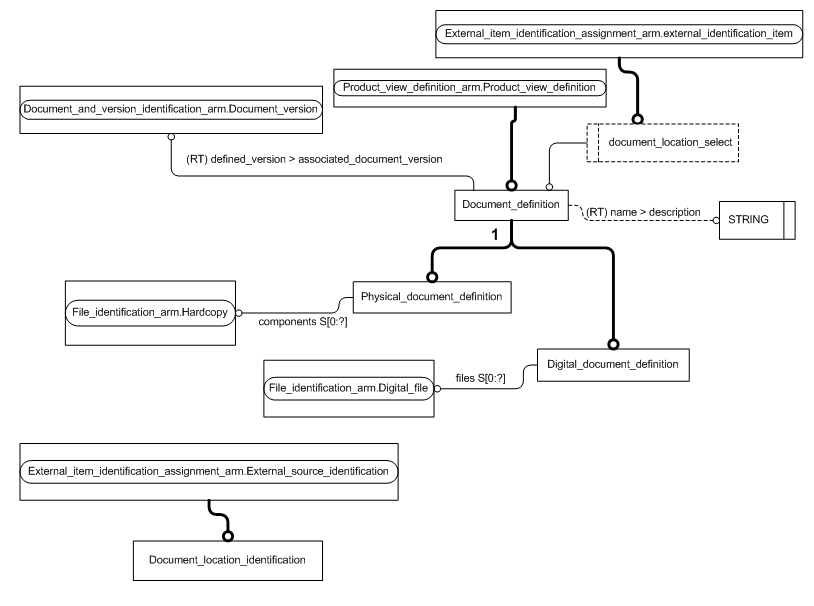 External_item_identification_assignment_arm.external_identification_item
Product_view_definition_arm.Product_view_definition
Document_and_version_identification_arm.Document_version
document_location_select
(RT) defined_version > associated_document_version
Document_definition
(RT) name > description
STRING
1
Physical_document_definition
File_identification_arm.Hardcopy
components S[0:?]
Digital_document_definition
files S[0:?]
File_identification_arm.Digital_file
External_item_identification_assignment_arm.External_source_identification
Document_location_identification